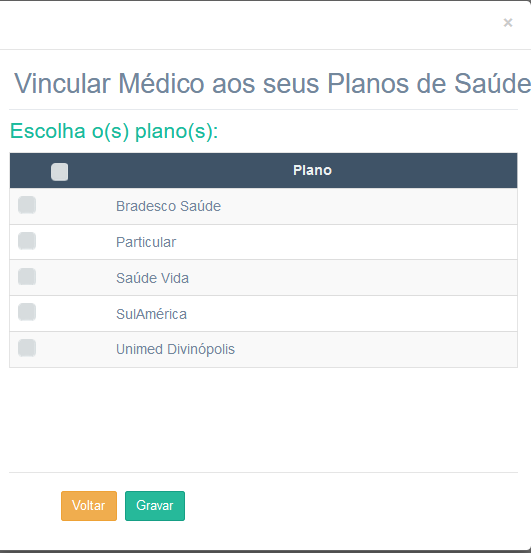 ×
Vincular Médico aos seus Planos de Saúde
Escolha o(s) plano(s):
Plano
Bradesco Saúde
Particular
Saúde Vida
SulAmérica
Unimed Divinópolis
Voltar Gravar